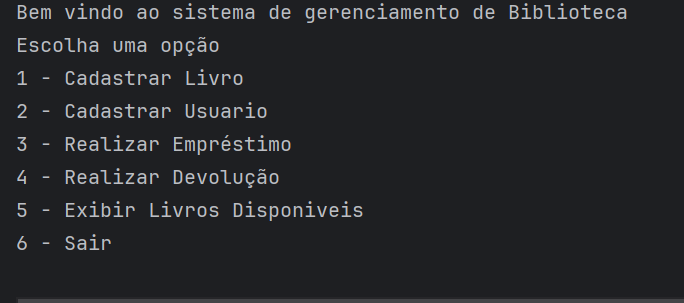 Bem vindo ao sistema de gerenciamento de Biblioteca
Escolha uma opção
1 - Cadastrar Livro
2 - Cadastrar Usuario
3 - Realizar Empréstimo
4 - Realizar Devolução
5 - Exibir Livros Disponiveis
6 - Sair